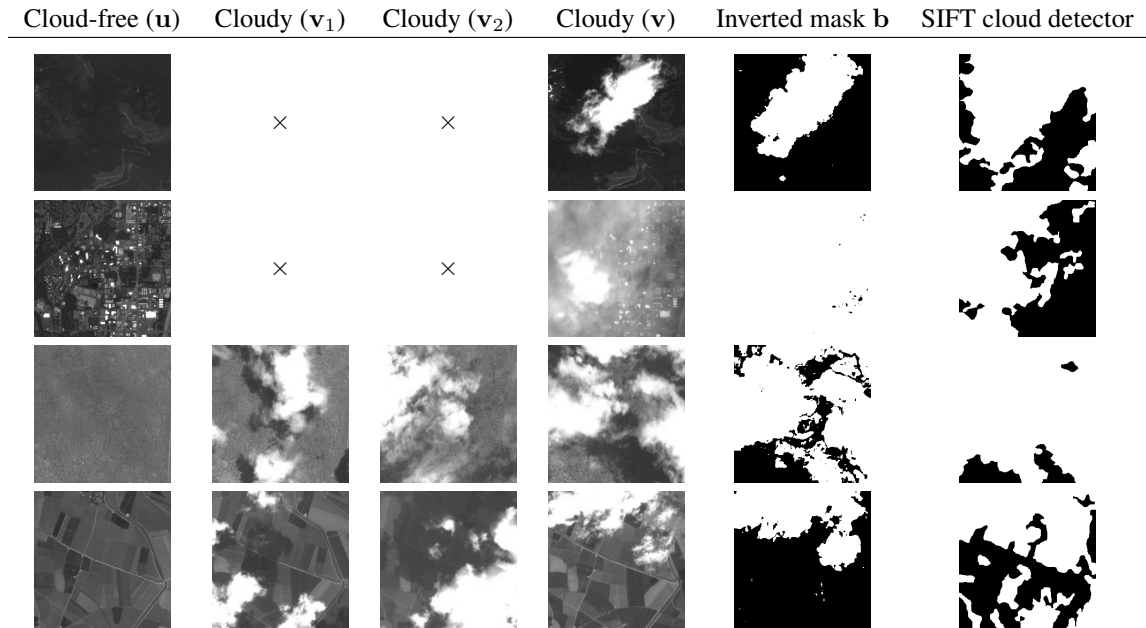 Cloud-free (u) Cloudy (v₁) Cloudy (v₂) Cloudy (v) Inverted mask b SIFT cloud detector
× ×
× ×